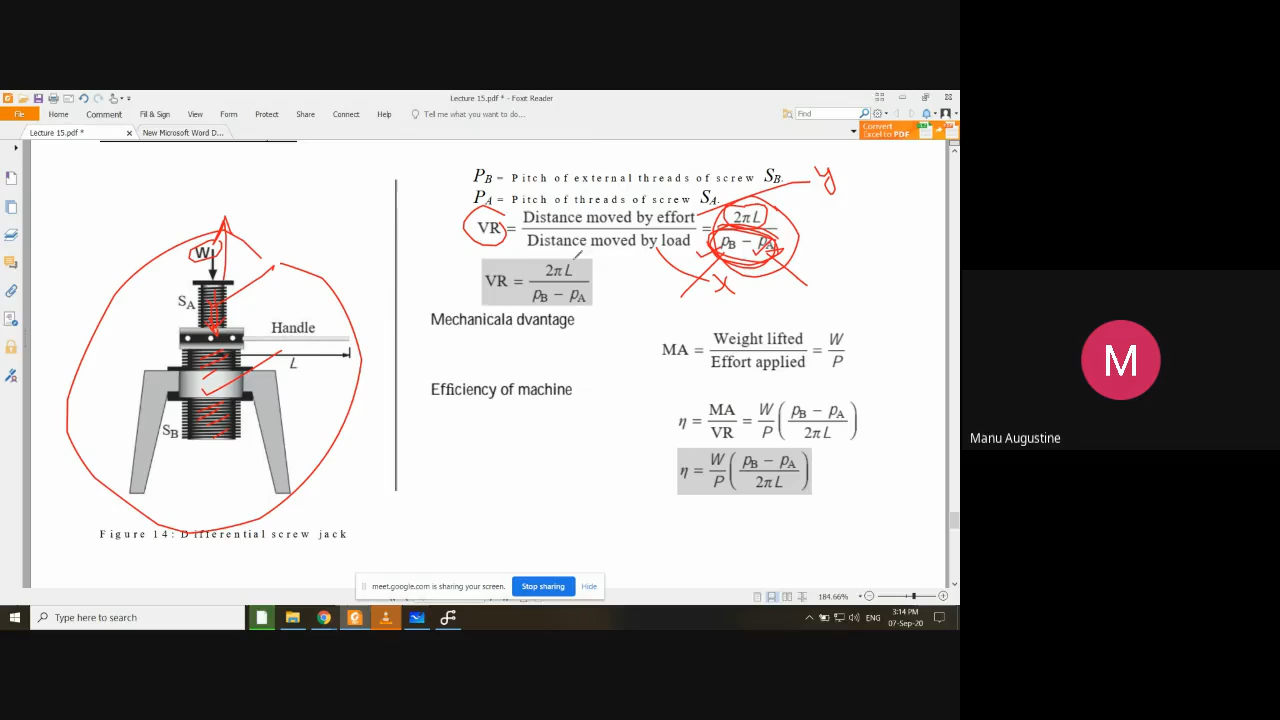 Lecture 15.pdf * - Foxit Reader
File Home Comment Fill & Sign View Form Protect Share Connect Help Tell me what you want to do... Find
Lecture 15.pdf * New Microsoft Word D... Convert Excel to PDF
P_B = Pitch of external threads of screw S_B.
P_A = Pitch of threads of screw S_A.
y
VR = Distance moved by effort / Distance moved by load = 2πL / p_B − p_A
x
VR = 2πL / p_B − p_A
Mechanicala dvantage
MA = Weight lifted / Effort applied = W / P
Efficiency of machine
η = MA / VR = W / P ( p_B − p_A / 2πL )
η = W / P ( p_B − p_A / 2πL )
W
S_A
Handle
L
S_B
Figure 14: Differential screw jack
meet.google.com is sharing your screen. Stop sharing Hide
184.66%
Type here to search
ENG
3:14 PM
07-Sep-20
M
Manu Augustine